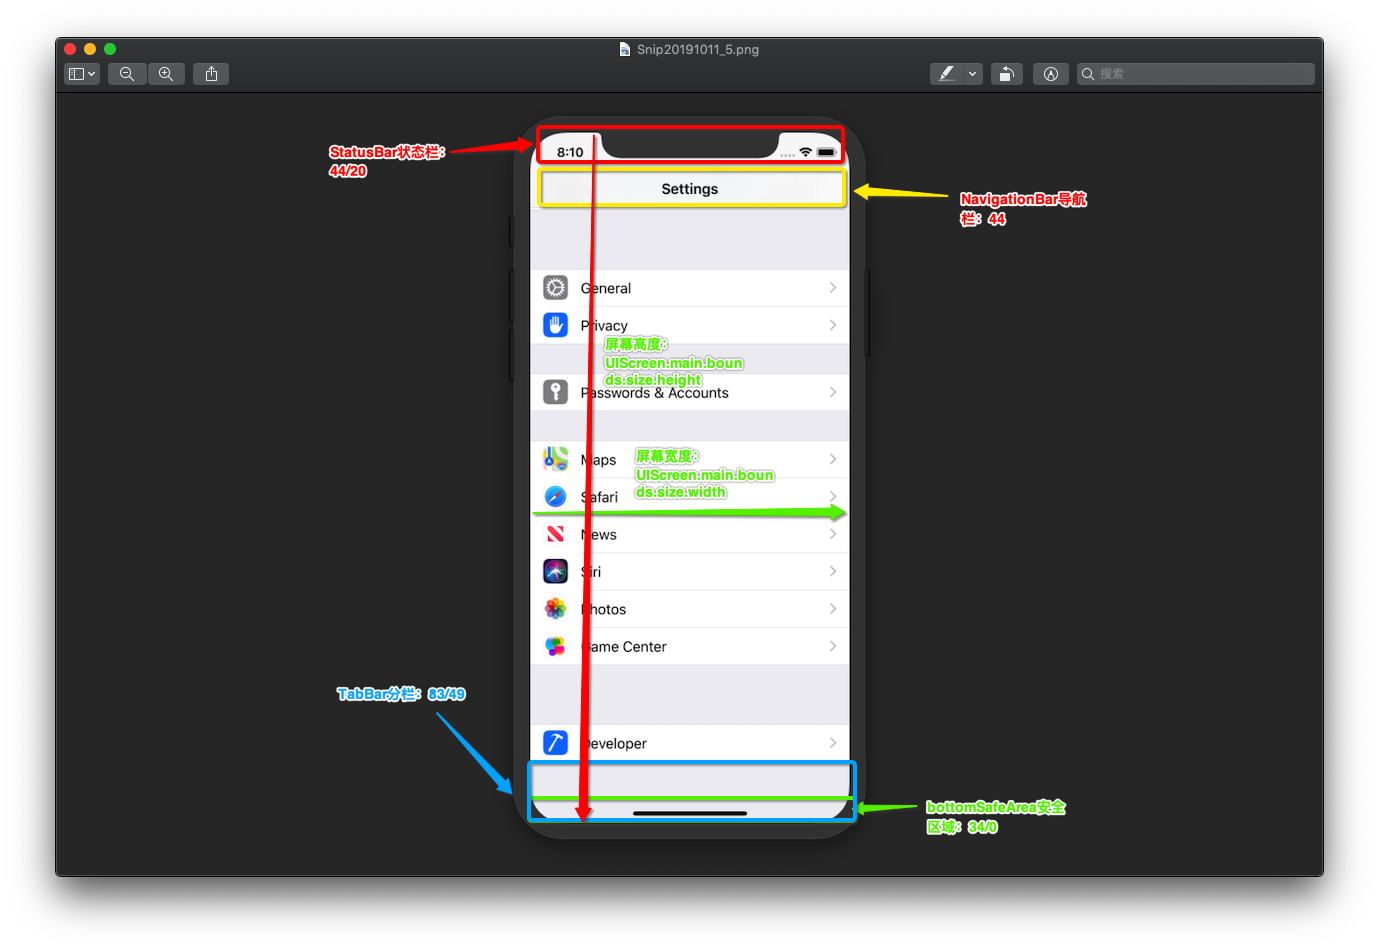 Snip20191011_5.png
搜索
StatusBar状态栏：
44/20
8:10
Settings
NavigationBar导航
栏：44
General
Privacy
屏幕高度：
UIScreen.main.boun
ds.size.height
Passwords & Accounts
Maps
屏幕宽度：
UIScreen.main.boun
ds.size.width
Safari
News
Siri
Photos
Game Center
TabBar分栏：83/49
Developer
bottomSafeArea安全
区域：34/0